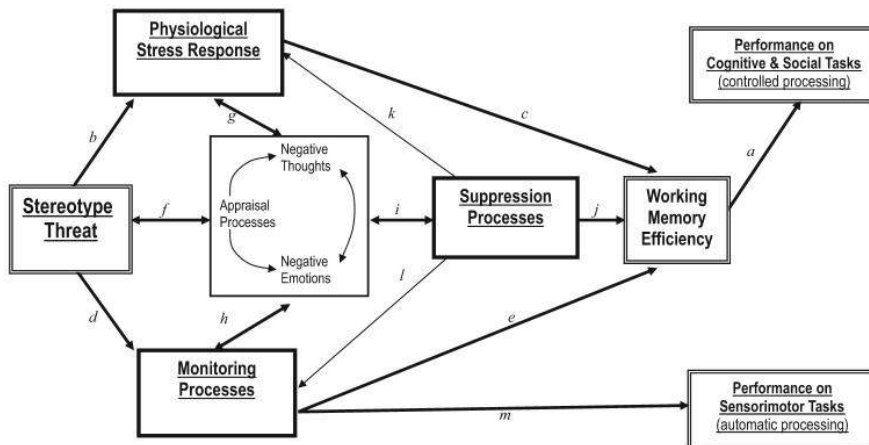 Physiological
Stress Response
Performance on
Cognitive & Social Tasks
(controlled processing)
k
c
b
g
a
Negative
Thoughts
Stereotype
Threat
f
Appraisal
Processes
i
Suppression
Processes
j
Working
Memory
Efficiency
Negative
Emotions
l
d
h
e
Monitoring
Processes
m
Performance on
Sensorimotor Tasks
(automatic processing)